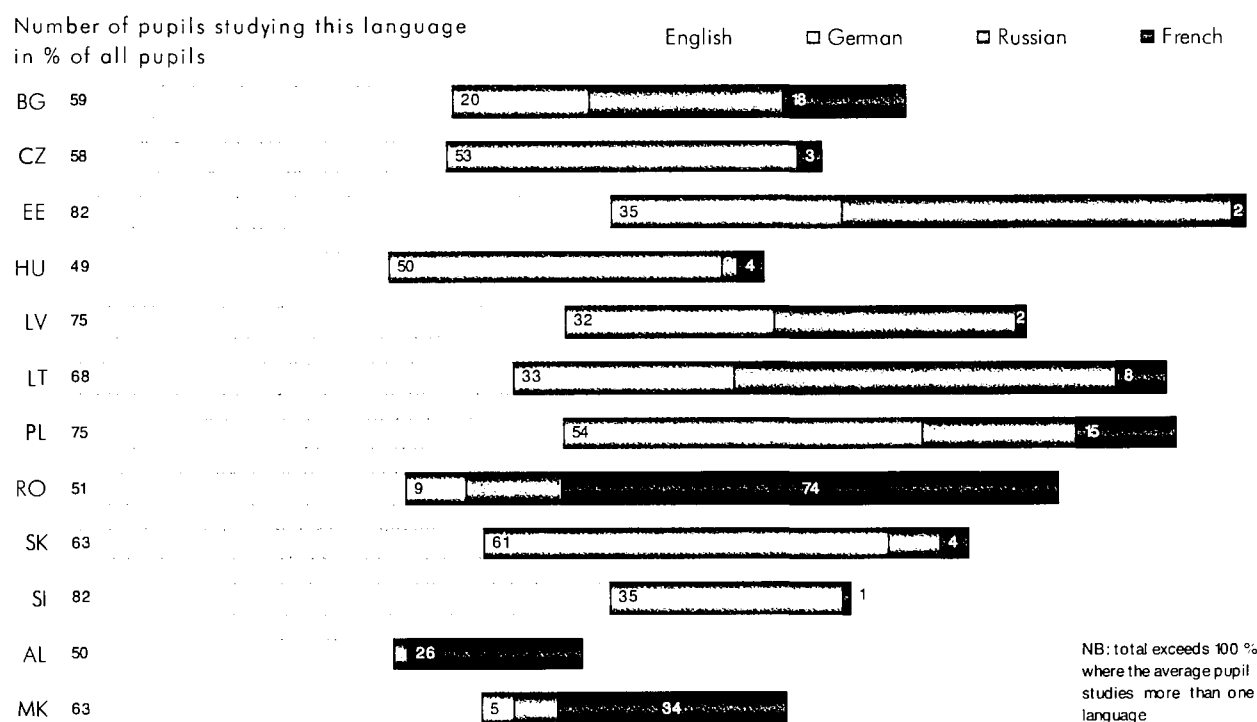 Number of pupils studying this language
in % of all pupils
English German Russian French
BG 59 20 18
CZ 58 53 3
EE 82 35 2
HU 49 50 4
LV 75 32 2
LT 68 33 8
PL 75 54 15
RO 51 9 74
SK 63 61 4
SI 82 35 1
AL 50 26
MK 63 5 34
NB: total exceeds 100 %
where the average pupil
studies more than one
language